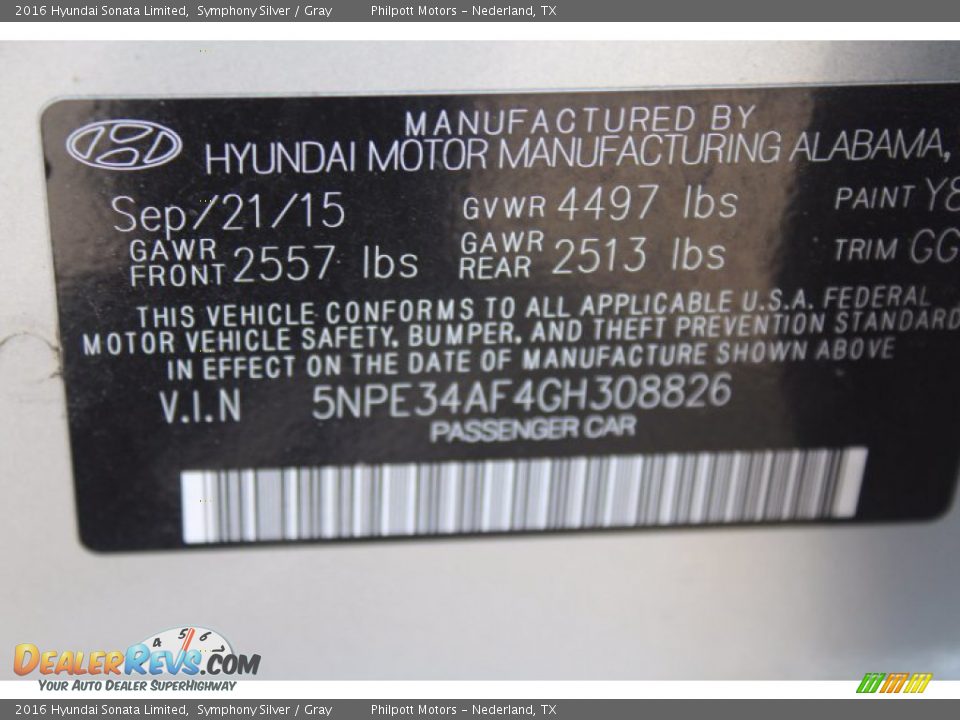 2016 Hyundai Sonata Limited, Symphony Silver / Gray Philpott Motors - Nederland, TX
MANUFACTURED BY
HYUNDAI MOTOR MANUFACTURING ALABAMA,
Sep/21/15 GVWR 4497 lbs PAINT Y8
GAWR FRONT 2557 lbs GAWR REAR 2513 lbs TRIM GG
THIS VEHICLE CONFORMS TO ALL APPLICABLE U.S.A. FEDERAL
MOTOR VEHICLE SAFETY, BUMPER, AND THEFT PREVENTION STANDARD
IN EFFECT ON THE DATE OF MANUFACTURE SHOWN ABOVE
V.I.N 5NPE34AF4GH308826
PASSENGER CAR
4 5 6
DEALERREVS.COM
YOUR AUTO DEALER SUPERHIGHWAY
2016 Hyundai Sonata Limited, Symphony Silver / Gray Philpott Motors - Nederland, TX